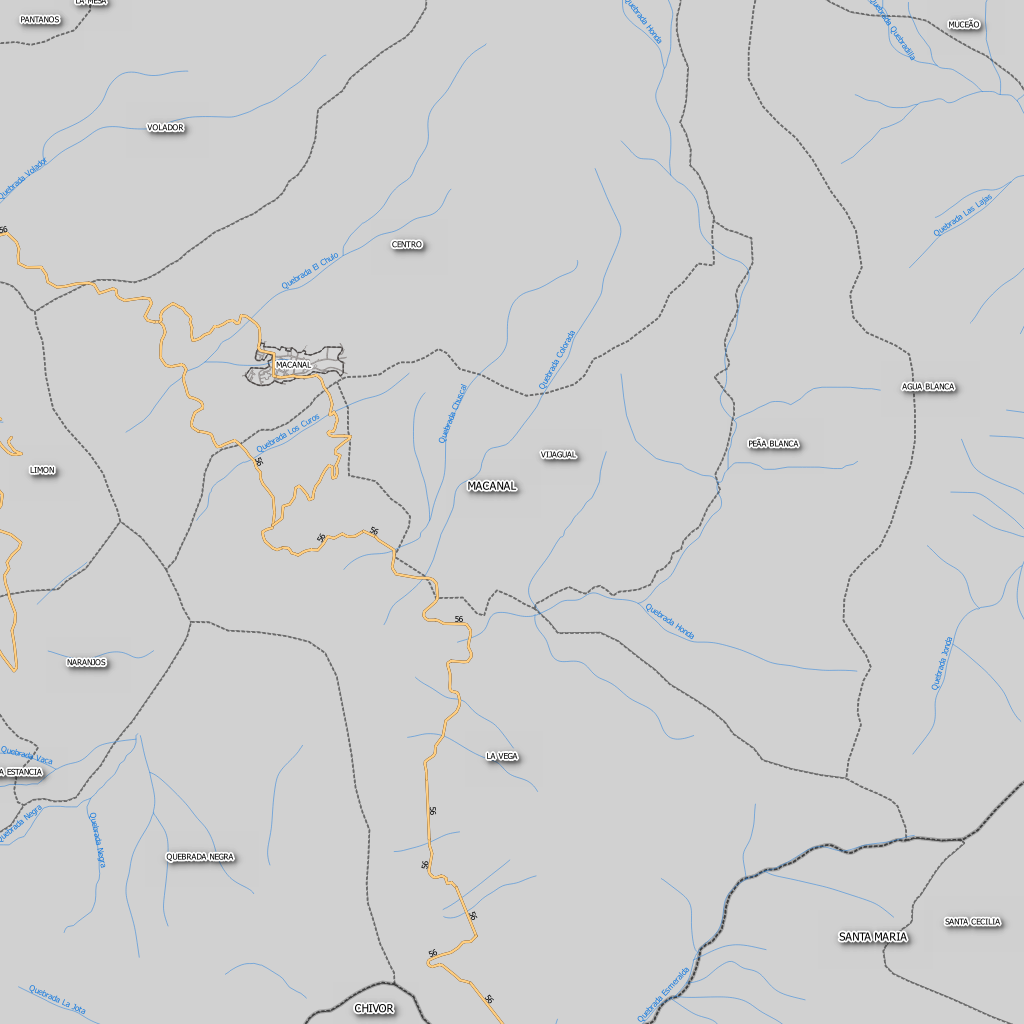 LA MESA
PANTANOS
Quebrada Honda
Quebrada Quebradilla
MUCEÃO
VOLADOR
Quebrada Volador
Quebrada Las Lajas
56
CENTRO
Quebrada El Chulo
Quebrada Colorada
MACANAL
Quebrada Chusical
AGUA BLANCA
Quebrada Los Curos
PEÃA BLANCA
VIJAGUAL
56
LIMON
MACANAL
56
56
Quebrada Honda
56
Quebrada Jonda
NARANJOS
Quebrada Vaca
LA VEGA
A ESTANCIA
Quebrada Negra
56
Quebrada Negra
QUEBRADA NEGRA
56
56
SANTA CECILIA
SANTA MARIA
56
Quebrada Esmeralda
56
Quebrada La Jota
CHIVOR